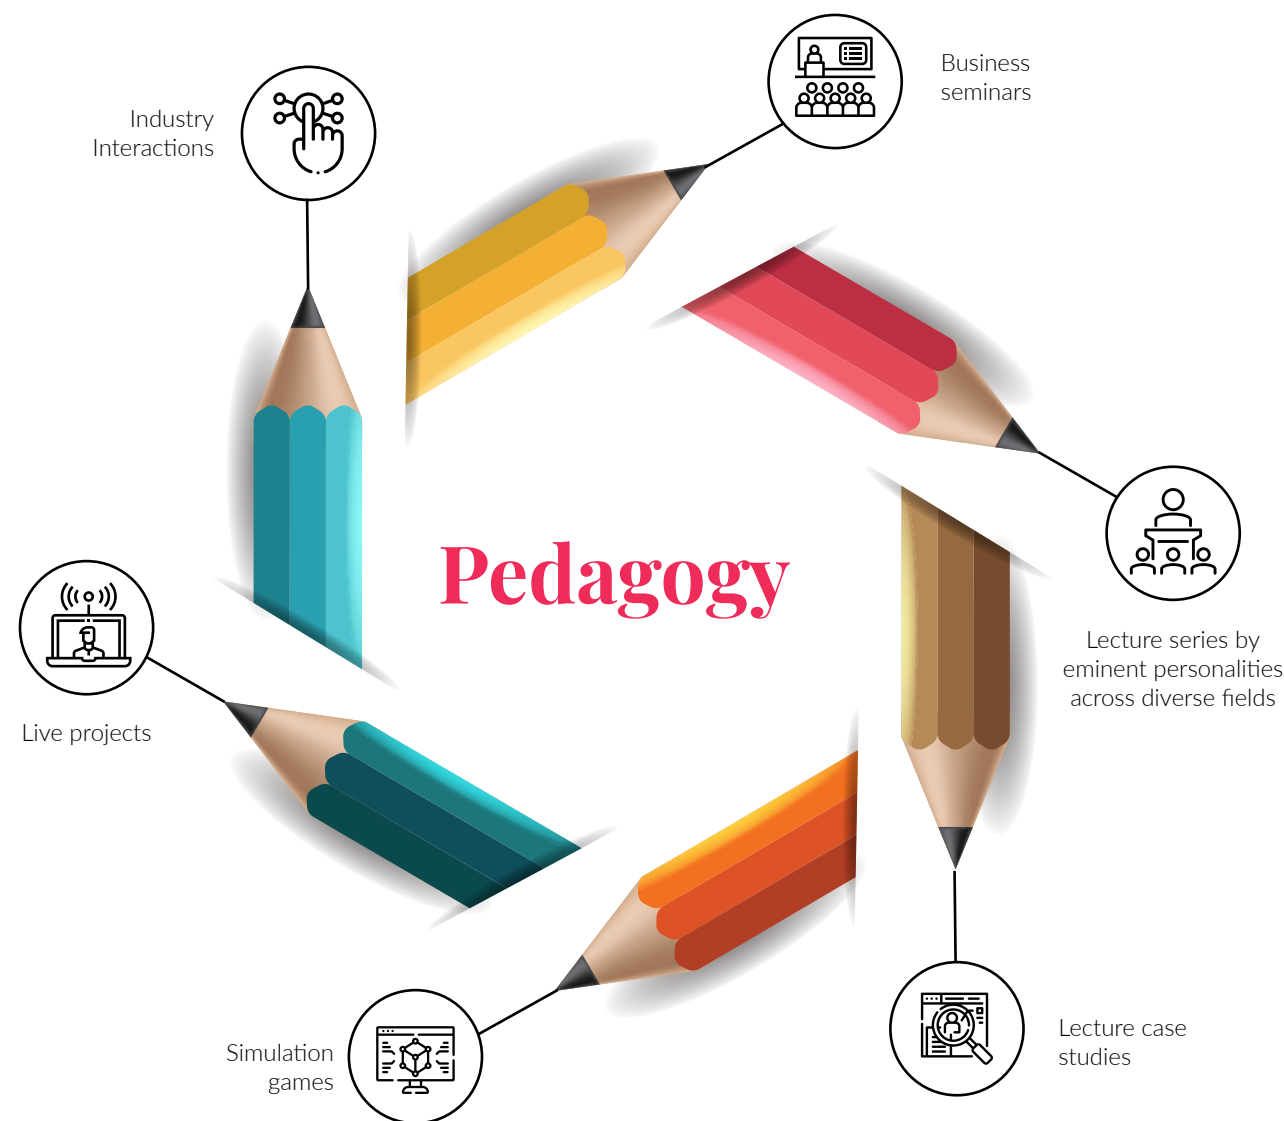 Business
seminars
Industry
Interactions
Pedagogy
Lecture series by
eminent personalities
across diverse fields
Live projects
Lecture case
studies
Simulation
games